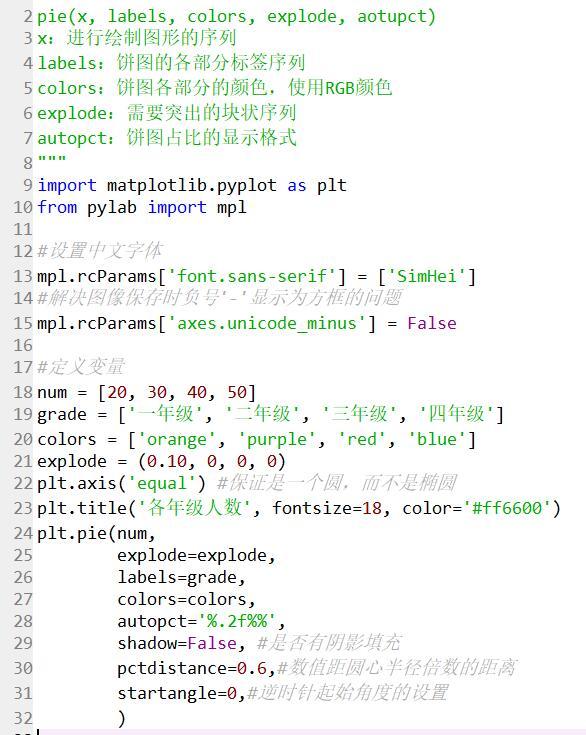 2 pie(x, labels, colors, explode, aotupct)
3 x：进行绘制图形的序列
4 labels：饼图的各部分标签序列
5 colors：饼图各部分的颜色，使用RGB颜色
6 explode：需要突出的块状序列
7 autopct：饼图占比的显示格式
8 """
9 import matplotlib.pyplot as plt
10 from pylab import mpl
11
12 #设置中文字体
13 mpl.rcParams['font.sans-serif'] = ['SimHei']
14 #解决图像保存时负号'-'显示为方框的问题
15 mpl.rcParams['axes.unicode_minus'] = False
16
17 #定义变量
18 num = [20, 30, 40, 50]
19 grade = ['一年级', '二年级', '三年级', '四年级']
20 colors = ['orange', 'purple', 'red', 'blue']
21 explode = (0.10, 0, 0, 0)
22 plt.axis('equal') #保证是一个圆，而不是椭圆
23 plt.title('各年级人数', fontsize=18, color='#ff6600')
24 plt.pie(num,
25         explode=explode,
26         labels=grade,
27         colors=colors,
28         autopct='%.2f%%',
29         shadow=False, #是否有阴影填充
30         pctdistance=0.6,#数值距圆心半径倍数的距离
31         startangle=0,#逆时针起始角度的设置
32         )